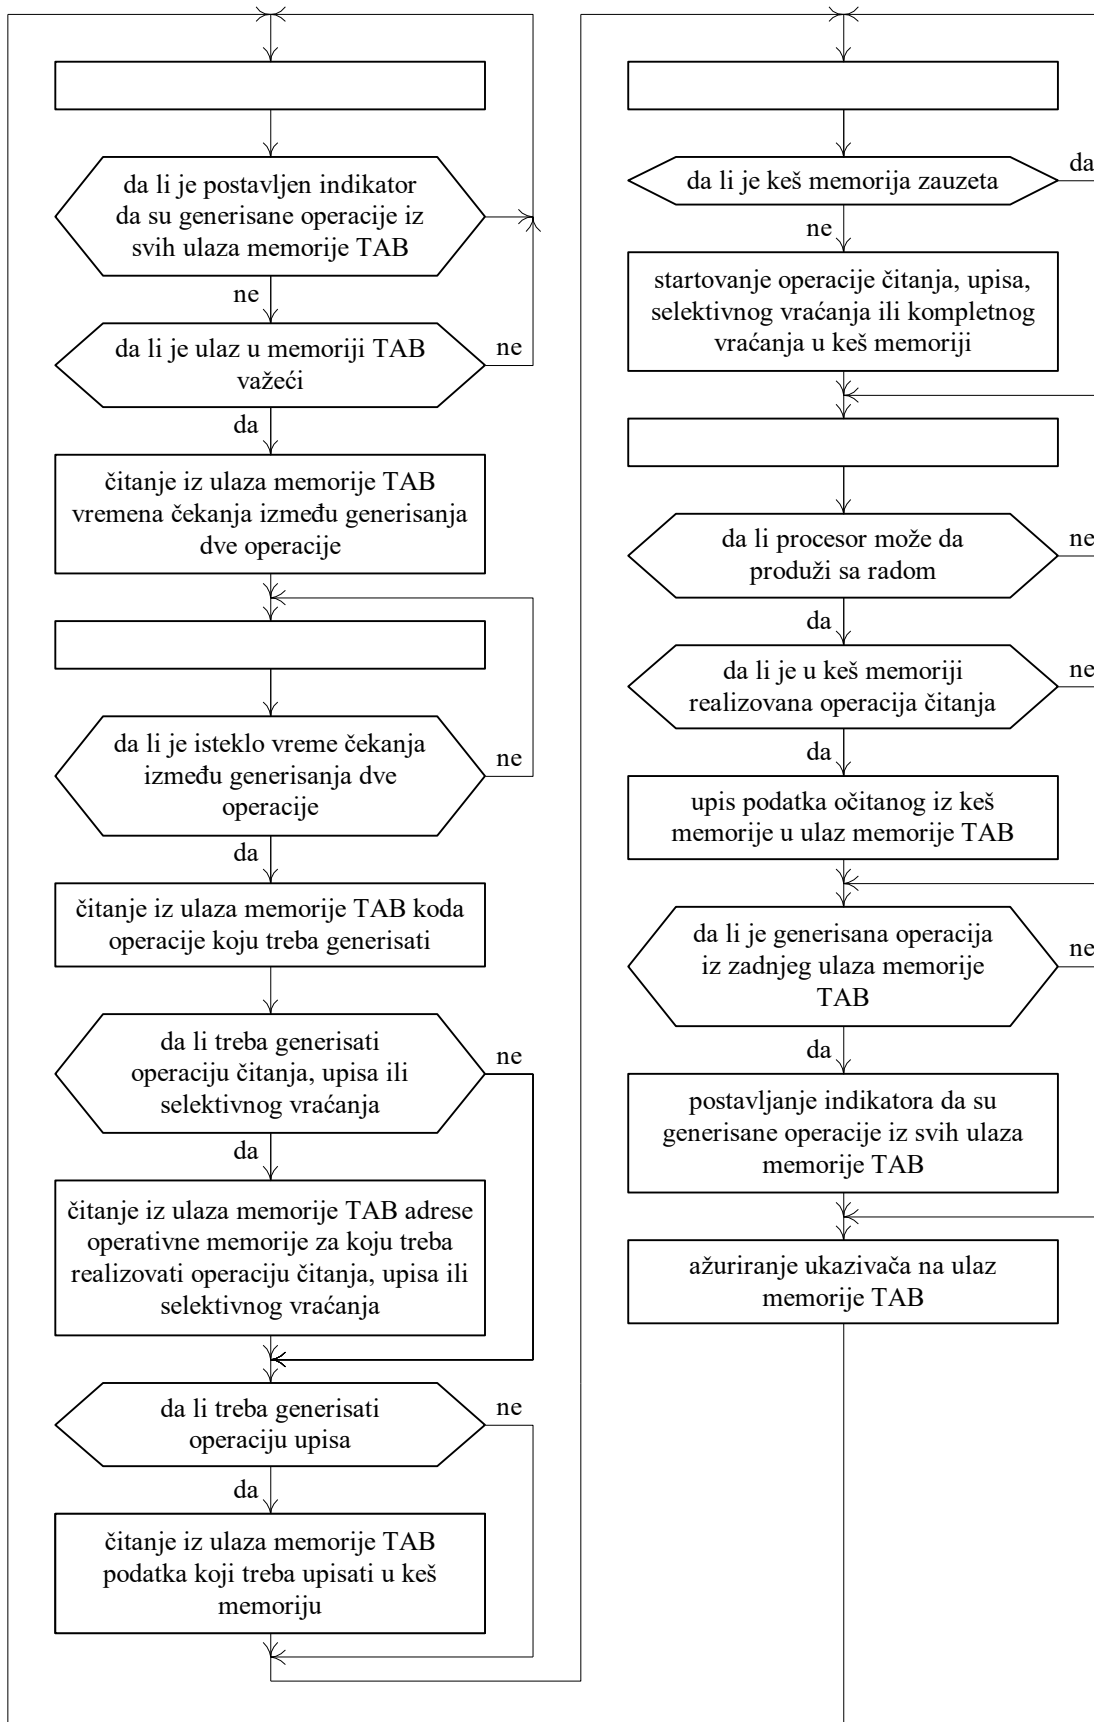 da li je postavljen indikator
da su generisane operacije iz
svih ulaza memorije TAB
ne
da li je ulaz u memoriji TAB
važeći
ne
da
čitanje iz ulaza memorije TAB
vremena čekanja između generisanja
dve operacije
da li je isteklo vreme čekanja
između generisanja dve
operacije
ne
da
čitanje iz ulaza memorije TAB koda
operacije koju treba generisati
da li treba generisati
operaciju čitanja, upisa ili
selektivnog vraćanja
ne
da
čitanje iz ulaza memorije TAB adrese
operativne memorije za koju treba
realizovati operaciju čitanja, upisa ili
selektivnog vraćanja
da li treba generisati
operaciju upisa
ne
da
čitanje iz ulaza memorije TAB
podatka koji treba upisati u keš
memoriju
da li je keš memorija zauzeta
da
ne
startovanje operacije čitanja, upisa,
selektivnog vraćanja ili kompletnog
vraćanja u keš memoriji
da li procesor može da
produži sa radom
ne
da
da li je u keš memoriji
realizovana operacija čitanja
ne
da
upis podatka očitanog iz keš
memorije u ulaz memorije TAB
da li je generisana operacija
iz zadnjeg ulaza memorije
TAB
ne
da
postavljanje indikatora da su
generisane operacije iz svih ulaza
memorije TAB
ažuriranje ukazivača na ulaz
memorije TAB